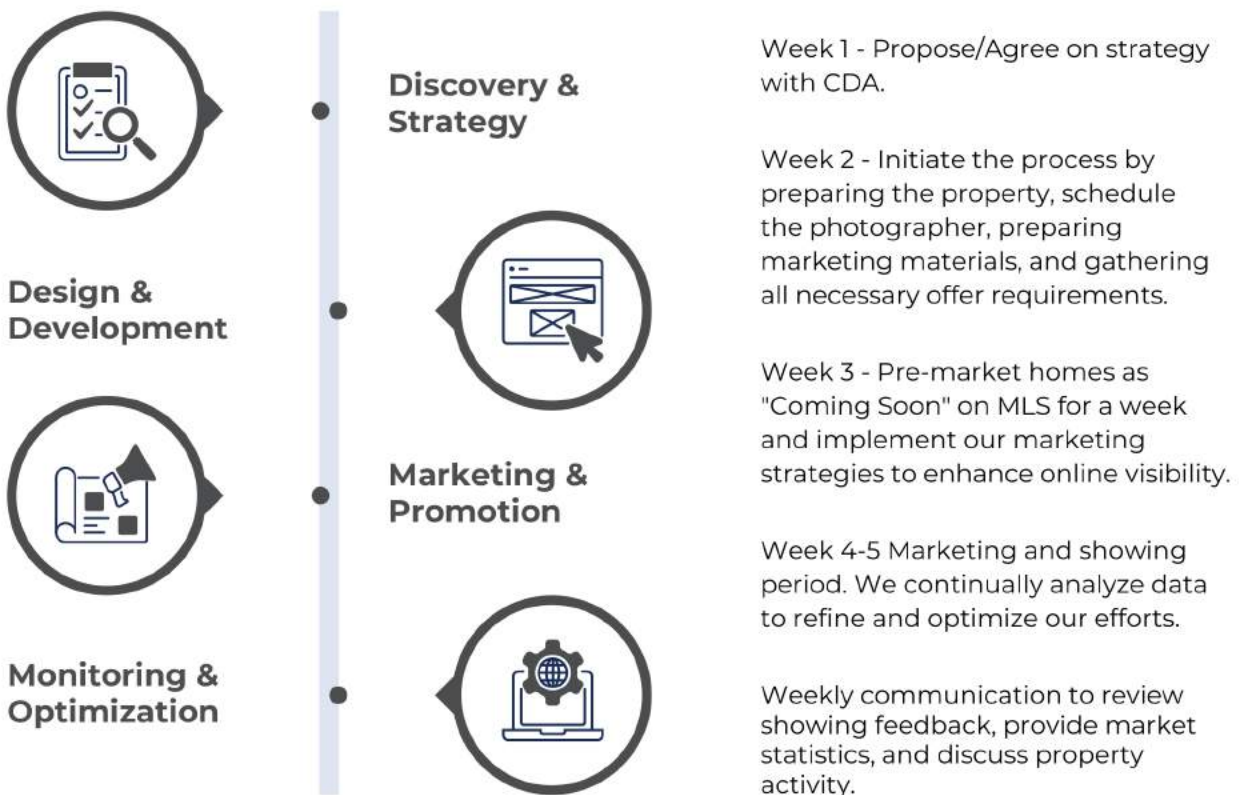 Discovery &
Strategy
Design &
Development
Marketing &
Promotion
Monitoring &
Optimization
Week 1 - Propose/Agree on strategy
with CDA.
Week 2 - Initiate the process by
preparing the property, schedule
the photographer, preparing
marketing materials, and gathering
all necessary offer requirements.
Week 3 - Pre-market homes as
"Coming Soon" on MLS for a week
and implement our marketing
strategies to enhance online visibility.
Week 4-5 Marketing and showing
period. We continually analyze data
to refine and optimize our efforts.
Weekly communication to review
showing feedback, provide market
statistics, and discuss property
activity.